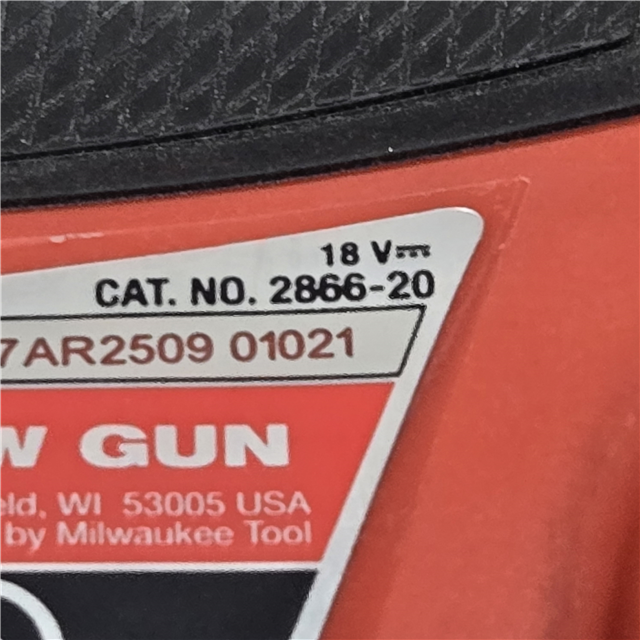 18 V⎓
CAT. NO. 2866-20
7AR2509 01021
W GUN
eld, WI 53005 USA
by Milwaukee Tool